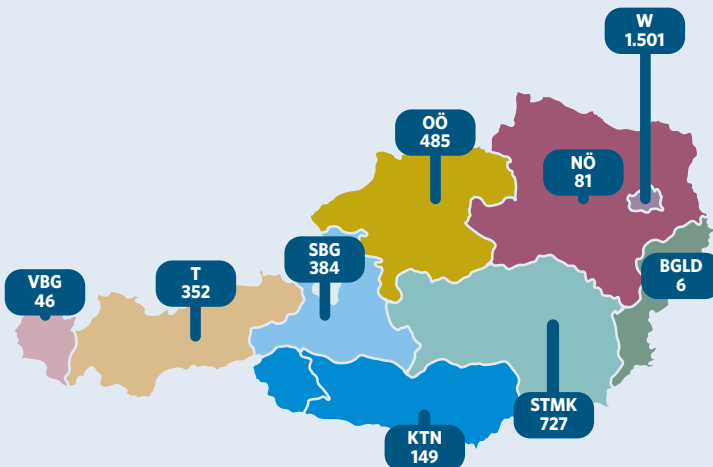 W
1.501
OÖ
485
NÖ
81
SBG
384
BGLD
6
T
352
VBG
46
STMK
727
KTN
149